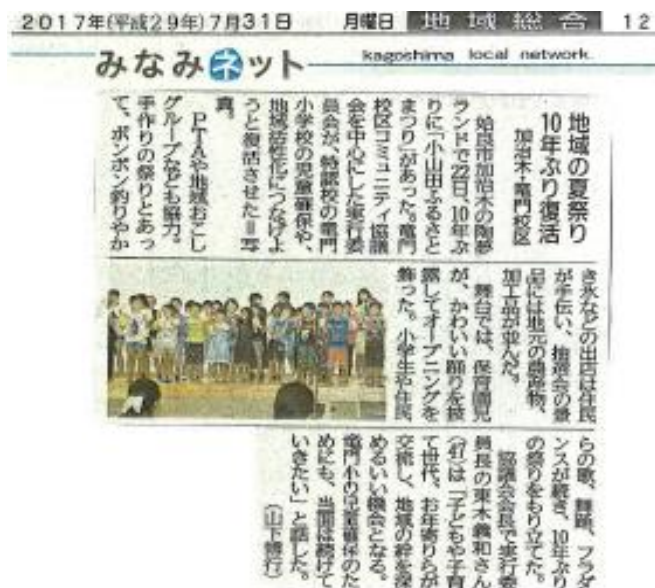 2017年(平成29年)7月31日 月曜日 地域総合 12
みなみネット kagoshima local network
地域の夏祭り
10年ぶり復活
加治木・竜門校区
姶良市加治木の陶夢
ランドで22日、10年ぶ
りに「小山田ふるさと
まつり」があった。竜門
校区コミュニティ協議
会を中心にした実行委
員会が、特認校の竜門
小学校の児童確保や、
地域活性化につなげよ
うと復活させた=写
真。
PTAや地域おこし
グループなども協力。
手作りの祭りとあっ
て、ボンボン釣りやか
き氷などの出店は住民
が手伝い、抽選会の景
品には地元の農産物、
加工品が並んだ。
舞台では、保育園児
が、かわいい踊りを披
露してオープニングを
飾った。小学生や住民
らの歌、舞踊、フラダ
ンスが続き、10年ぶり
の祭りをもり立てた。
協議会会長で実行委
員長の東木義和さん
(47)は「子どもや子育
て世代、お年寄りらが
交流し、地域の絆を深
めるいい機会となる。
竜門小の児童確保のた
めにも、当面は続けて
いきたい」と話した。
(山下博行)